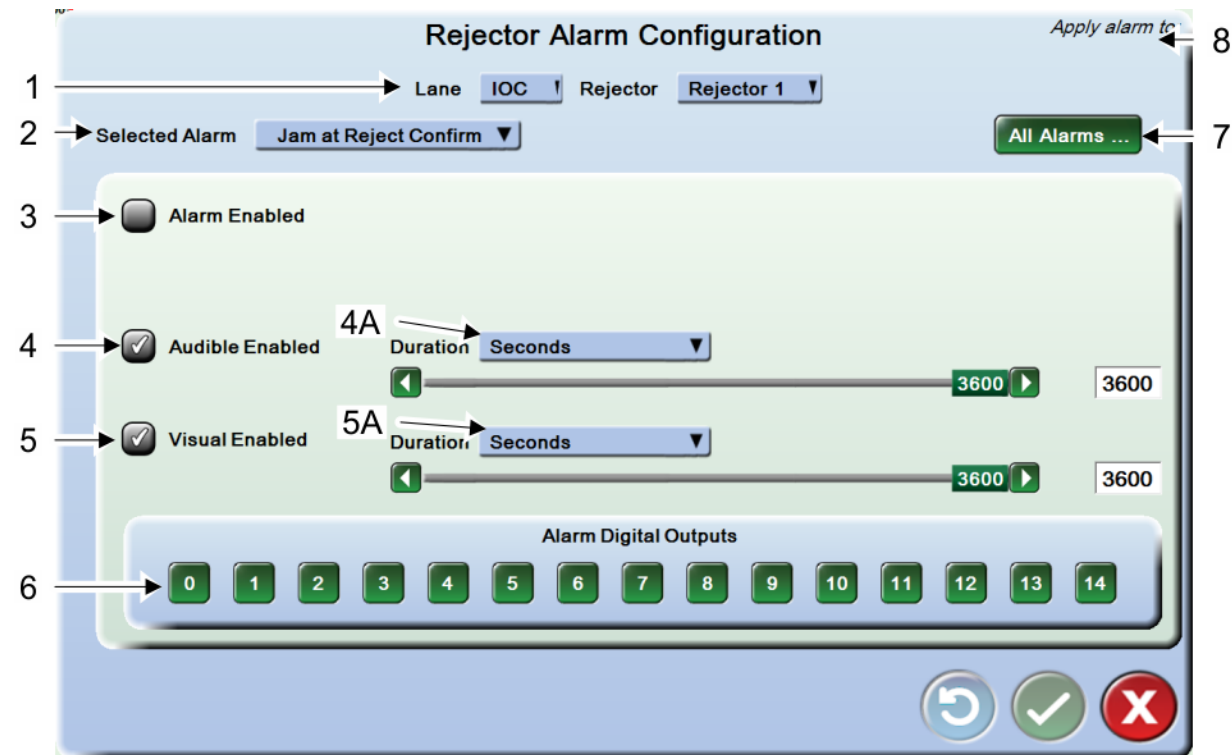 Rejector Alarm Configuration
Apply alarm to:
8
1
Lane IOC Rejector Rejector 1
2
Selected Alarm Jam at Reject Confirm
All Alarms ...
7
3
Alarm Enabled
4A
4
Audible Enabled Duration Seconds
3600 3600
5A
5
Visual Enabled Duration Seconds
3600 3600
Alarm Digital Outputs
6
0 1 2 3 4 5 6 7 8 9 10 11 12 13 14